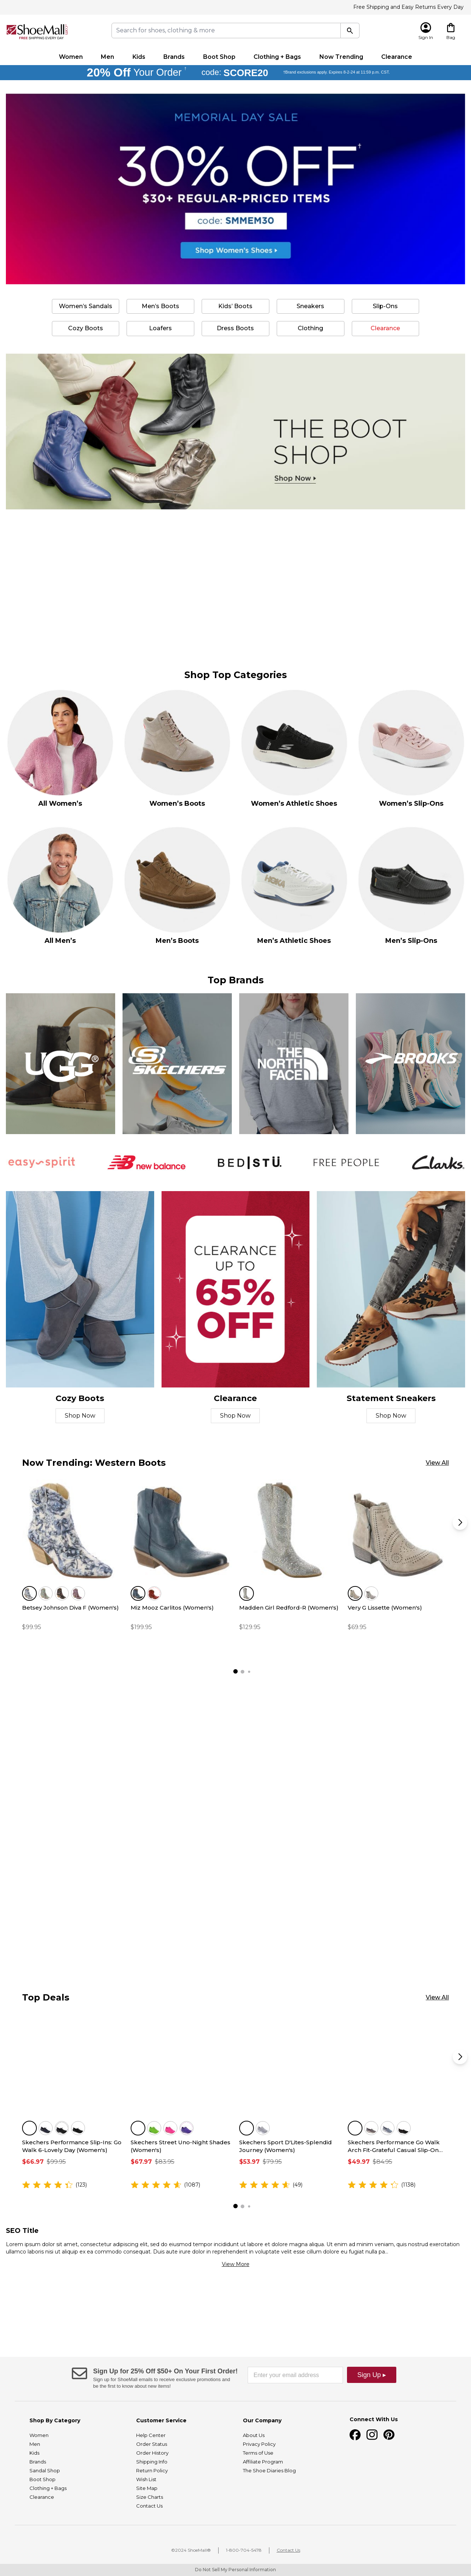 Free Shipping and Easy Returns Every Day
ShoeMall
FREE SHIPPING EVERY DAY
Search for shoes, clothing & more
Sign In
Bag
Women Men Kids Brands Boot Shop Clothing + Bags Now Trending Clearance
20% Off Your Order† code: SCORE20 †Brand exclusions apply. Expires 6-2-24 at 11:59 p.m. CST.
MEMORIAL DAY SALE
30% OFF†
$30+ REGULAR-PRICED ITEMS
code: SMMEM30
Shop Women's Shoes
Women's Sandals Men's Boots Kids' Boots Sneakers Slip-Ons
Cozy Boots Loafers Dress Boots Clothing Clearance
THE BOOT
SHOP
Shop Now
Shop Top Categories
All Women's Women's Boots Women's Athletic Shoes Women's Slip-Ons
HOKA
All Men's Men's Boots Men's Athletic Shoes Men's Slip-Ons
Top Brands
UGG®
SKECHERS
THE NORTH FACE
THE
NORTH
FACE
BROOKS
easy spirit
new balance
BED|STÜ.
FREE PEOPLE
Clarks.
CLEARANCE
UP TO
65%
OFF
Cozy Boots Clearance Statement Sneakers
Shop Now Shop Now Shop Now
Now Trending: Western Boots
View All
Betsey Johnson Diva F (Women's)
$99.95
Miz Mooz Carlitos (Women's)
$199.95
Madden Girl Redford-R (Women's)
$129.95
Very G Lissette (Women's)
$69.95
Top Deals
View All
Skechers Performance Slip-Ins: Go
Walk 6-Lovely Day (Women's)
$66.97 $99.95
(123)
Skechers Street Uno-Night Shades
(Women's)
$67.97 $83.95
(1087)
Skechers Sport D'Lites-Splendid
Journey (Women's)
$53.97 $79.95
(49)
Skechers Performance Go Walk
Arch Fit-Grateful Casual Slip-On...
$49.97 $84.95
(1138)
SEO Title
Lorem ipsum dolor sit amet, consectetur adipiscing elit, sed do eiusmod tempor incididunt ut labore et dolore magna aliqua. Ut enim ad minim veniam, quis nostrud exercitation
ullamco laboris nisi ut aliquip ex ea commodo consequat. Duis aute irure dolor in reprehenderit in voluptate velit esse cillum dolore eu fugiat nulla pa...
View More
Sign Up for 25% Off $50+ On Your First Order!
Sign up for ShoeMall emails to receive exclusive promotions and
be the first to know about new items!
Enter your email address
Sign Up
Shop By Category
Women
Men
Kids
Brands
Sandal Shop
Boot Shop
Clothing + Bags
Clearance
Customer Service
Help Center
Order Status
Order History
Shipping Info
Return Policy
Wish List
Site Map
Size Charts
Contact Us
Our Company
About Us
Privacy Policy
Terms of Use
Affiliate Program
The Shoe Diaries Blog
Connect With Us
©2024 ShoeMall® 1-800-704-5478 Contact Us
Do Not Sell My Personal Information